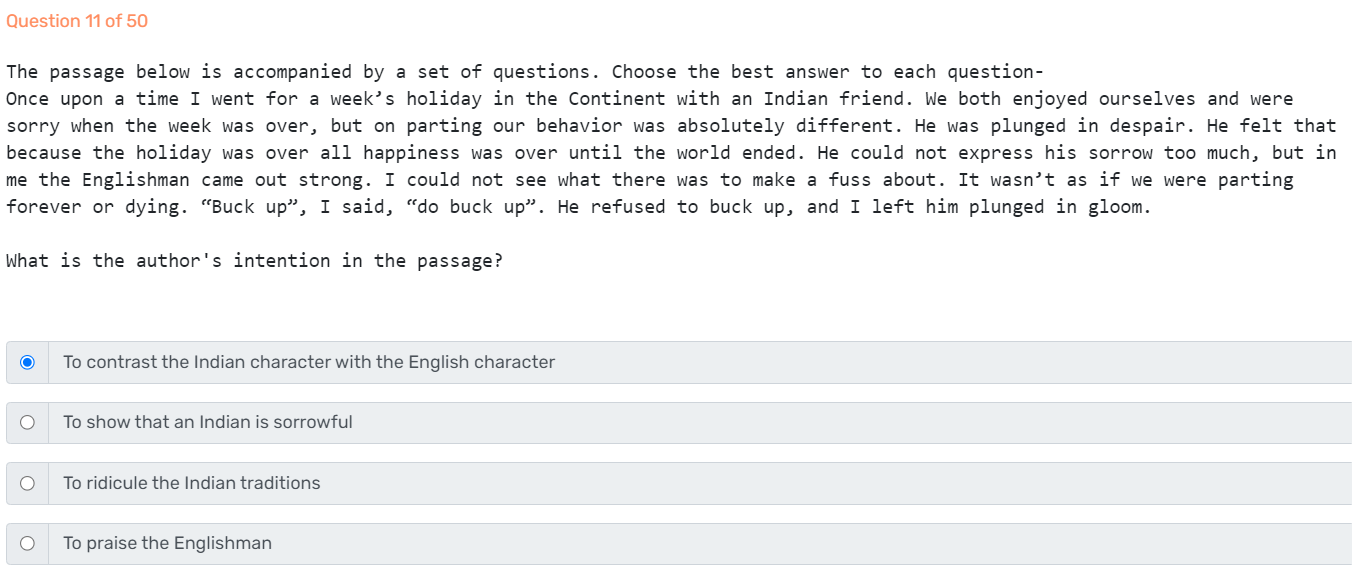 Question 11 of 50
The passage below is accompanied by a set of questions. Choose the best answer to each question-
Once upon a time I went for a week’s holiday in the Continent with an Indian friend. We both enjoyed ourselves and were
sorry when the week was over, but on parting our behavior was absolutely different. He was plunged in despair. He felt that
because the holiday was over all happiness was over until the world ended. He could not express his sorrow too much, but in
me the Englishman came out strong. I could not see what there was to make a fuss about. It wasn’t as if we were parting
forever or dying. “Buck up”, I said, “do buck up”. He refused to buck up, and I left him plunged in gloom.
What is the author's intention in the passage?
To contrast the Indian character with the English character
To show that an Indian is sorrowful
To ridicule the Indian traditions
To praise the Englishman